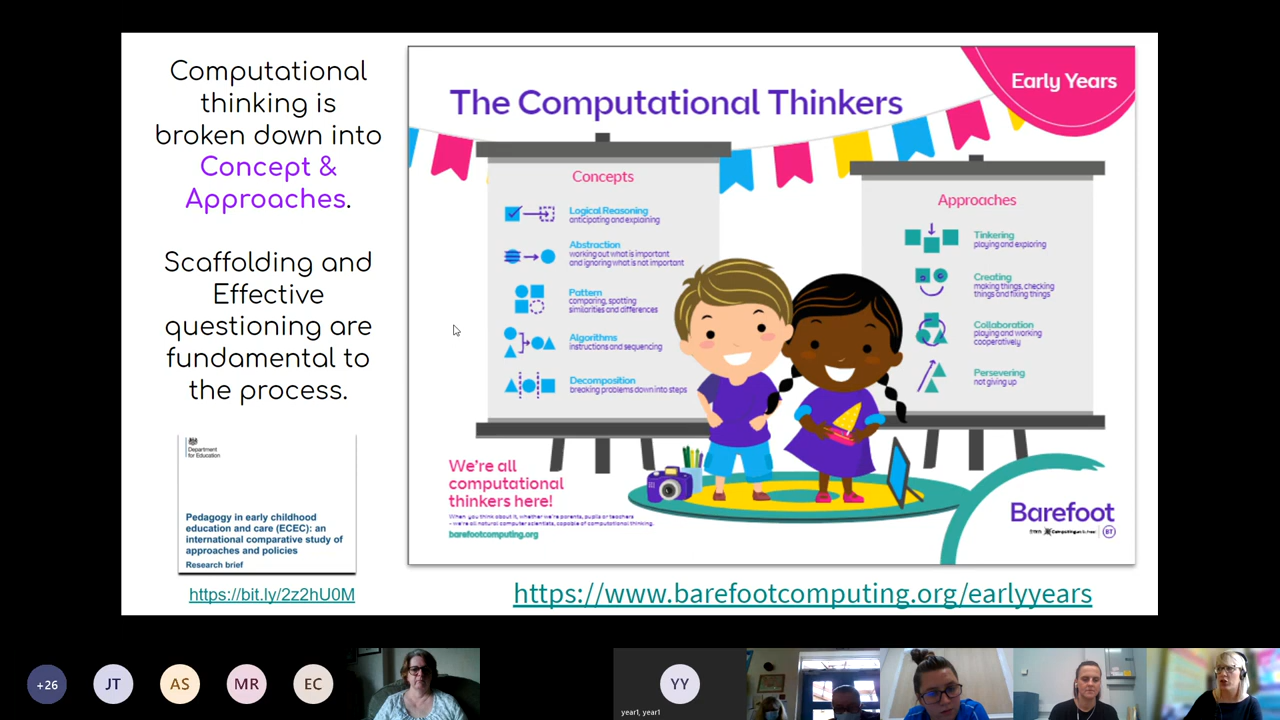 Computational
thinking is
broken down into
Concept &
Approaches.
Scaffolding and
Effective
questioning are
fundamental to
the process.
Department
for Education
Pedagogy in early childhood
education and care (ECEC): an
international comparative study of
approaches and policies
Research brief
https://bit.ly/2z2hU0M
Early Years
The Computational Thinkers
Concepts
Logical Reasoning
anticipating and explaining
Abstraction
working out what is important
and ignoring what is not important
Pattern
comparing, spotting
similarities and differences
Algorithms
instructions and sequencing
Decomposition
breaking problems down into steps
Approaches
Tinkering
playing and exploring
Creating
making things, checking
things and fixing things
Collaboration
playing and working
cooperatively
Persevering
not giving up
We're all
computational
thinkers here!
When you think about it, whether we're parents, pupils or teachers
- we're all natural computer scientists, capable of computational thinking.
barefootcomputing.org
Barefoot
BT
https://www.barefootcomputing.org/earlyyears
+26
JT
AS
MR
EC
YY
year1, year1